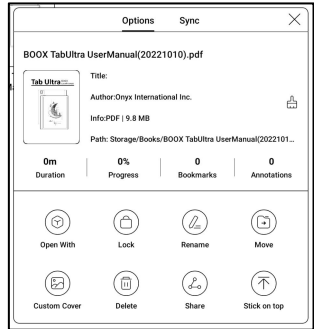 Options Sync
BOOX TabUltra UserManual(20221010).pdf
Tab Ultra
Title:
Author:Onyx International Inc.
Info:PDF | 9.8 MB
Path: Storage/Books/BOOX TabUltra UserManual(2022101...
0m 0% 0 0
Duration Progress Bookmarks Annotations
Open With Lock Rename Move
Custom Cover Delete Share Stick on top